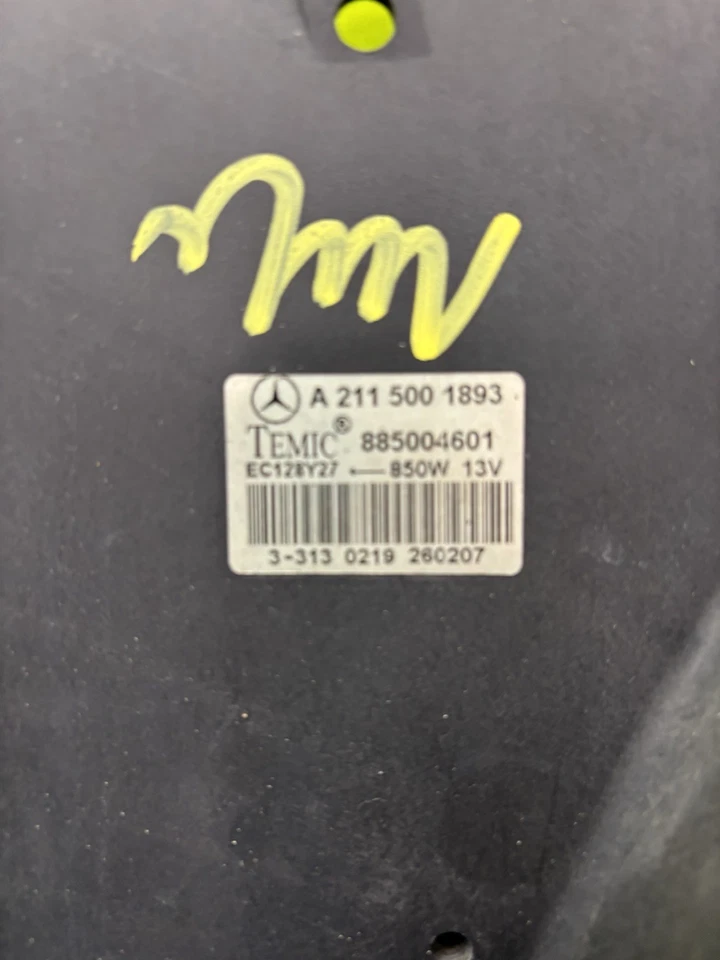 A 211 500 1893
TEMIC® 885004601
EC128Y27 ←— 850W 13V
3-313 0219 260207